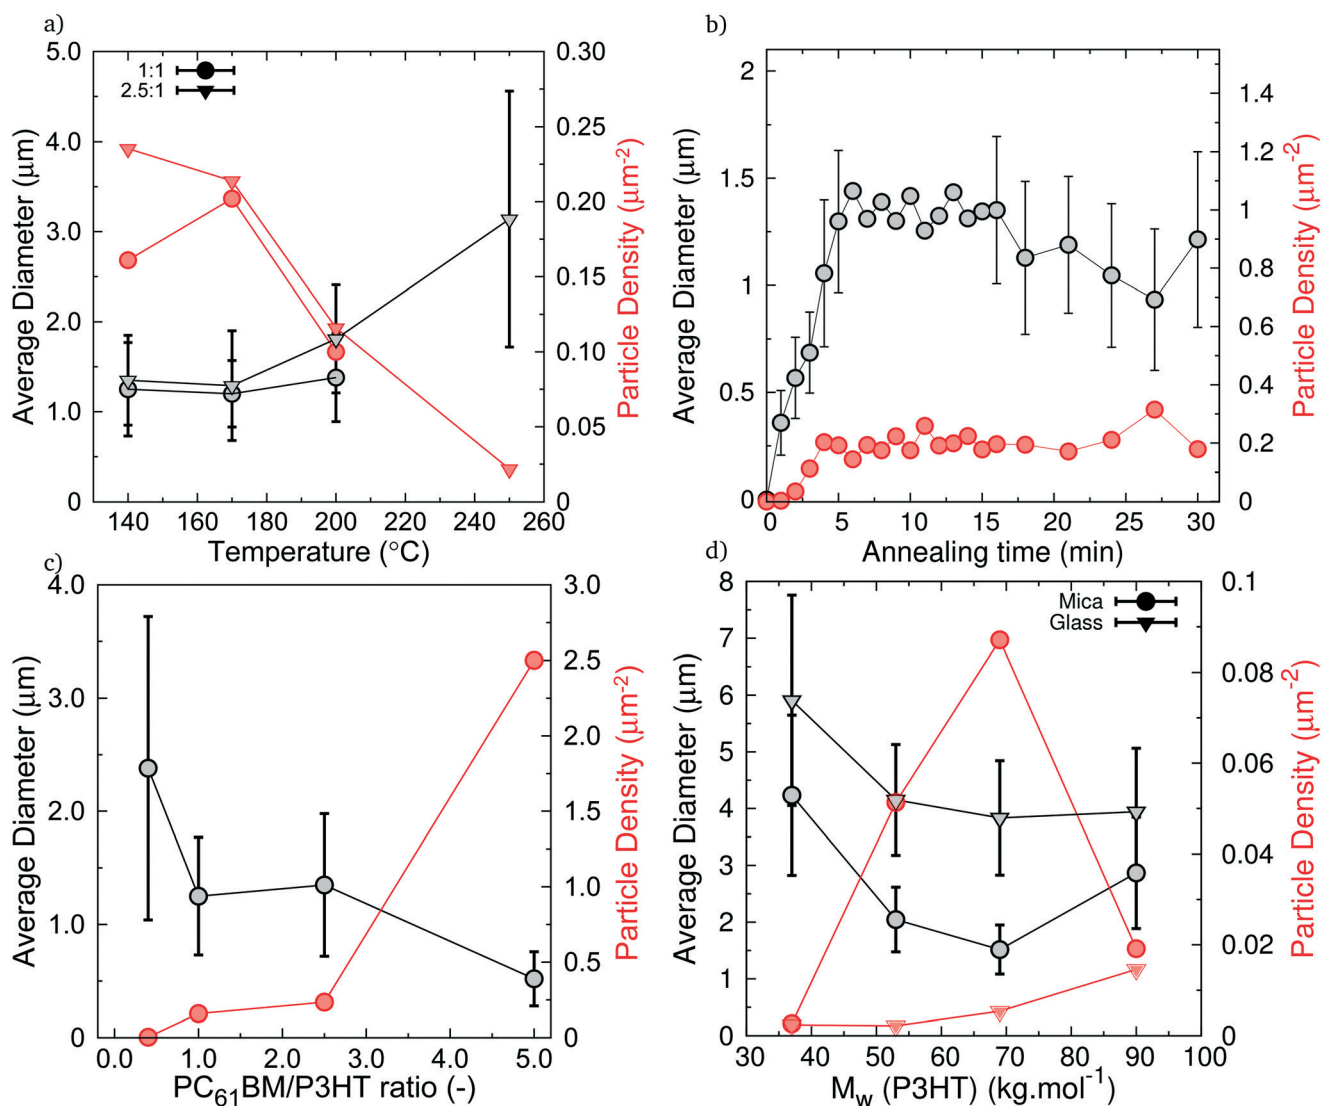 a)
5.0 4.0 3.0 2.0 1.0 0
Average Diameter (μm)
1:1
2.5:1
0.30 0.25 0.20 0.15 0.10 0.05 0
Particle Density (μm⁻²)
140 160 180 200 220 240 260
Temperature (°C)
b)
2 1.5 1 0.5 0
Average Diameter (μm)
1.4 1.2 1 0.8 0.6 0.4 0.2 0
Particle Density (μm⁻²)
0 5 10 15 20 25 30
Annealing time (min)
c)
4.0 3.0 2.0 1.0 0
Average Diameter (μm)
3.0 2.5 2.0 1.5 1.0 0.5 0
Particle Density (μm⁻²)
0.0 1.0 2.0 3.0 4.0 5.0
PC₆₁BM/P3HT ratio (-)
d)
8 7 6 5 4 3 2 1 0
Average Diameter (μm)
Mica
Glass
0.1 0.08 0.06 0.04 0.02 0
Particle Density (μm⁻²)
30 40 50 60 70 80 90 100
M_w (P3HT) (kg.mol⁻¹)